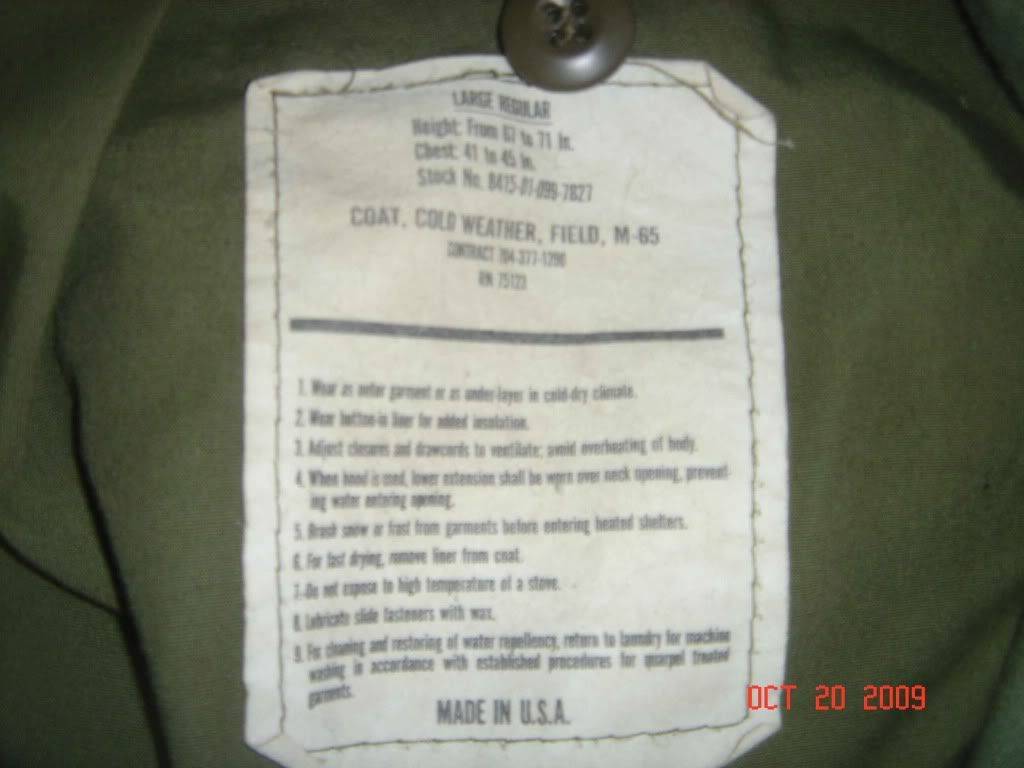 LARGE REGULAR
Height: From 67 to 71 In.
Chest: 41 to 45 In.
Stock No. 8415-01-099-7827
COAT, COLD WEATHER, FIELD, M-65
CONTRACT 784-377-1290
RN 75123
1. Wear as outer garment or as under-layer in cold-dry climate.
2. Wear button-in liner for added insulation.
3. Adjust closures and drawcords to ventilate; avoid overheating of body.
4. When hood is used, lower extension shall be worn over neck opening, prevent-
ing water entering opening.
5. Brush snow or frost from garments before entering heated shelters.
6. For fast drying, remove liner from coat.
7. Do not expose to high temperature of a stove.
8. Lubricate slide fasteners with wax.
9. For cleaning and restoring of water repellency, return to laundry for machine
washing in accordance with established procedures for quarpel treated
garments.
MADE IN U.S.A.
OCT 20 2009